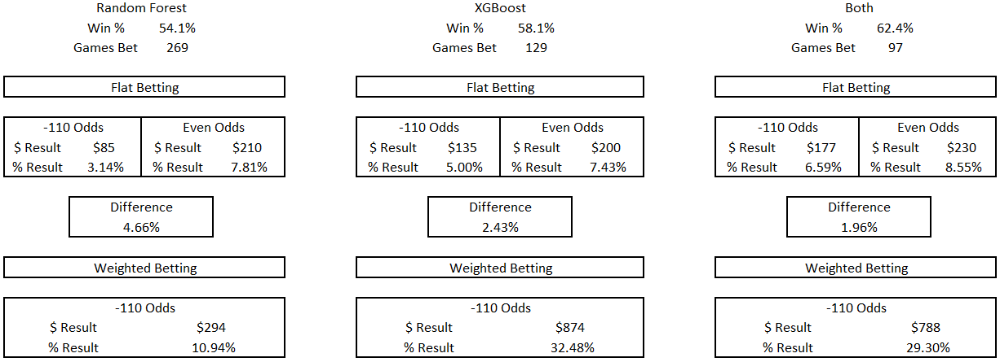 Random Forest
Win % 54.1%
Games Bet 269
Flat Betting
-110 Odds Even Odds
$ Result $85 $ Result $210
% Result 3.14% % Result 7.81%
Difference
4.66%
Weighted Betting
-110 Odds
$ Result $294
% Result 10.94%
XGBoost
Win % 58.1%
Games Bet 129
Flat Betting
-110 Odds Even Odds
$ Result $135 $ Result $200
% Result 5.00% % Result 7.43%
Difference
2.43%
Weighted Betting
-110 Odds
$ Result $874
% Result 32.48%
Both
Win % 62.4%
Games Bet 97
Flat Betting
-110 Odds Even Odds
$ Result $177 $ Result $230
% Result 6.59% % Result 8.55%
Difference
1.96%
Weighted Betting
-110 Odds
$ Result $788
% Result 29.30%